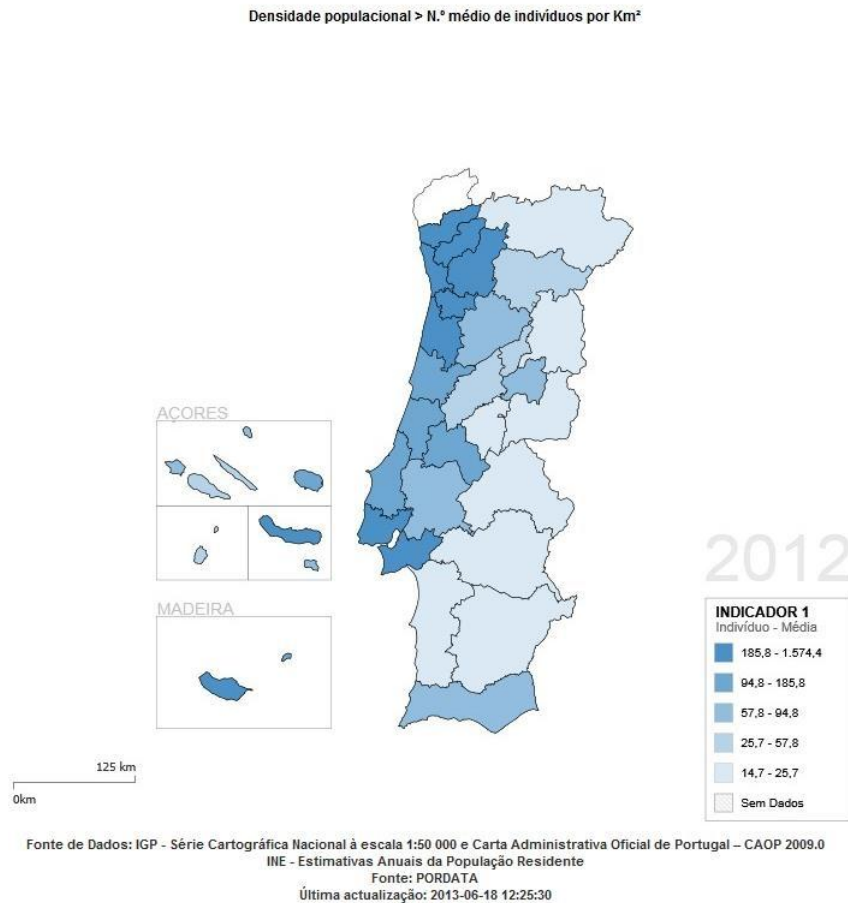 Densidade populacional > N.º médio de indivíduos por Km²
AÇORES
MADEIRA
2012
INDICADOR 1
Indivíduo - Média
185,8 - 1.574,4
94,8 - 185,8
57,8 - 94,8
25,7 - 57,8
14,7 - 25,7
Sem Dados
125 km
0km
Fonte de Dados: IGP - Série Cartográfica Nacional à escala 1:50 000 e Carta Administrativa Oficial de Portugal – CAOP 2009.0
INE - Estimativas Anuais da População Residente
Fonte: PORDATA
Última actualização: 2013-06-18 12:25:30